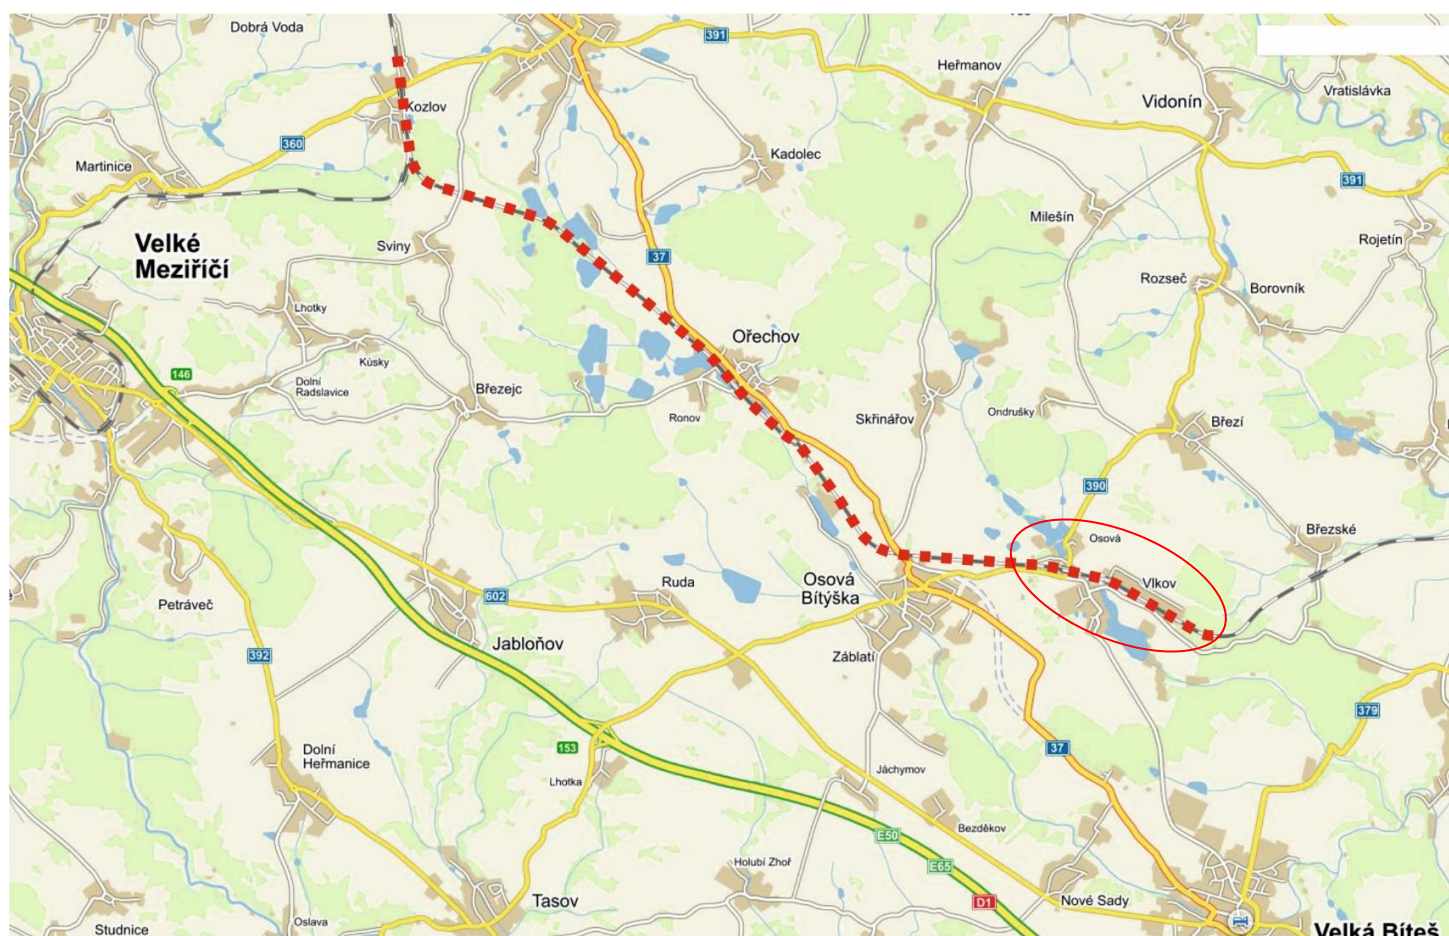 Dobrá Voda
391
Heřmanov
Vidonín
Vratislávka
Kozlov
360
Kadolec
Martinice
391
Milešín
Rojetín
Velké
Meziříčí
Sviny
37
Rozseč
Borovník
Lhotky
Ořechov
Kúsky
146
Dolní
Radslavice
Březejc
Ronov
Skřinářov
Ondrušky
Březí
390
Osová
Březské
Vlkov
Osová
Bítýška
Ruda
602
Petráveč
Jabloňov
Záblatí
392
379
153
37
Dolní
Heřmanice
Lhotka
Jáchymov
E50
Bezděkov
E65
Holubí Zhoř
D1
Nové Sady
Tasov
Oslava
Studnice
Velká Bíteš